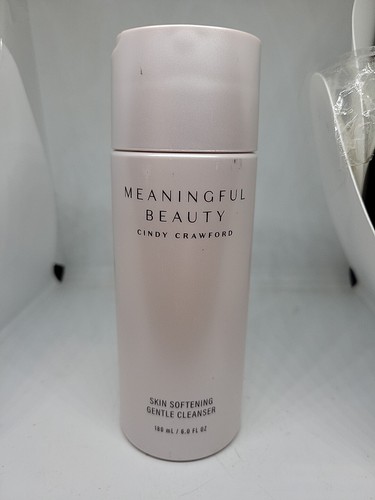 MEANINGFUL
BEAUTY
CINDY CRAWFORD
SKIN SOFTENING
GENTLE CLEANSER
180 mL / 6.0 FL OZ